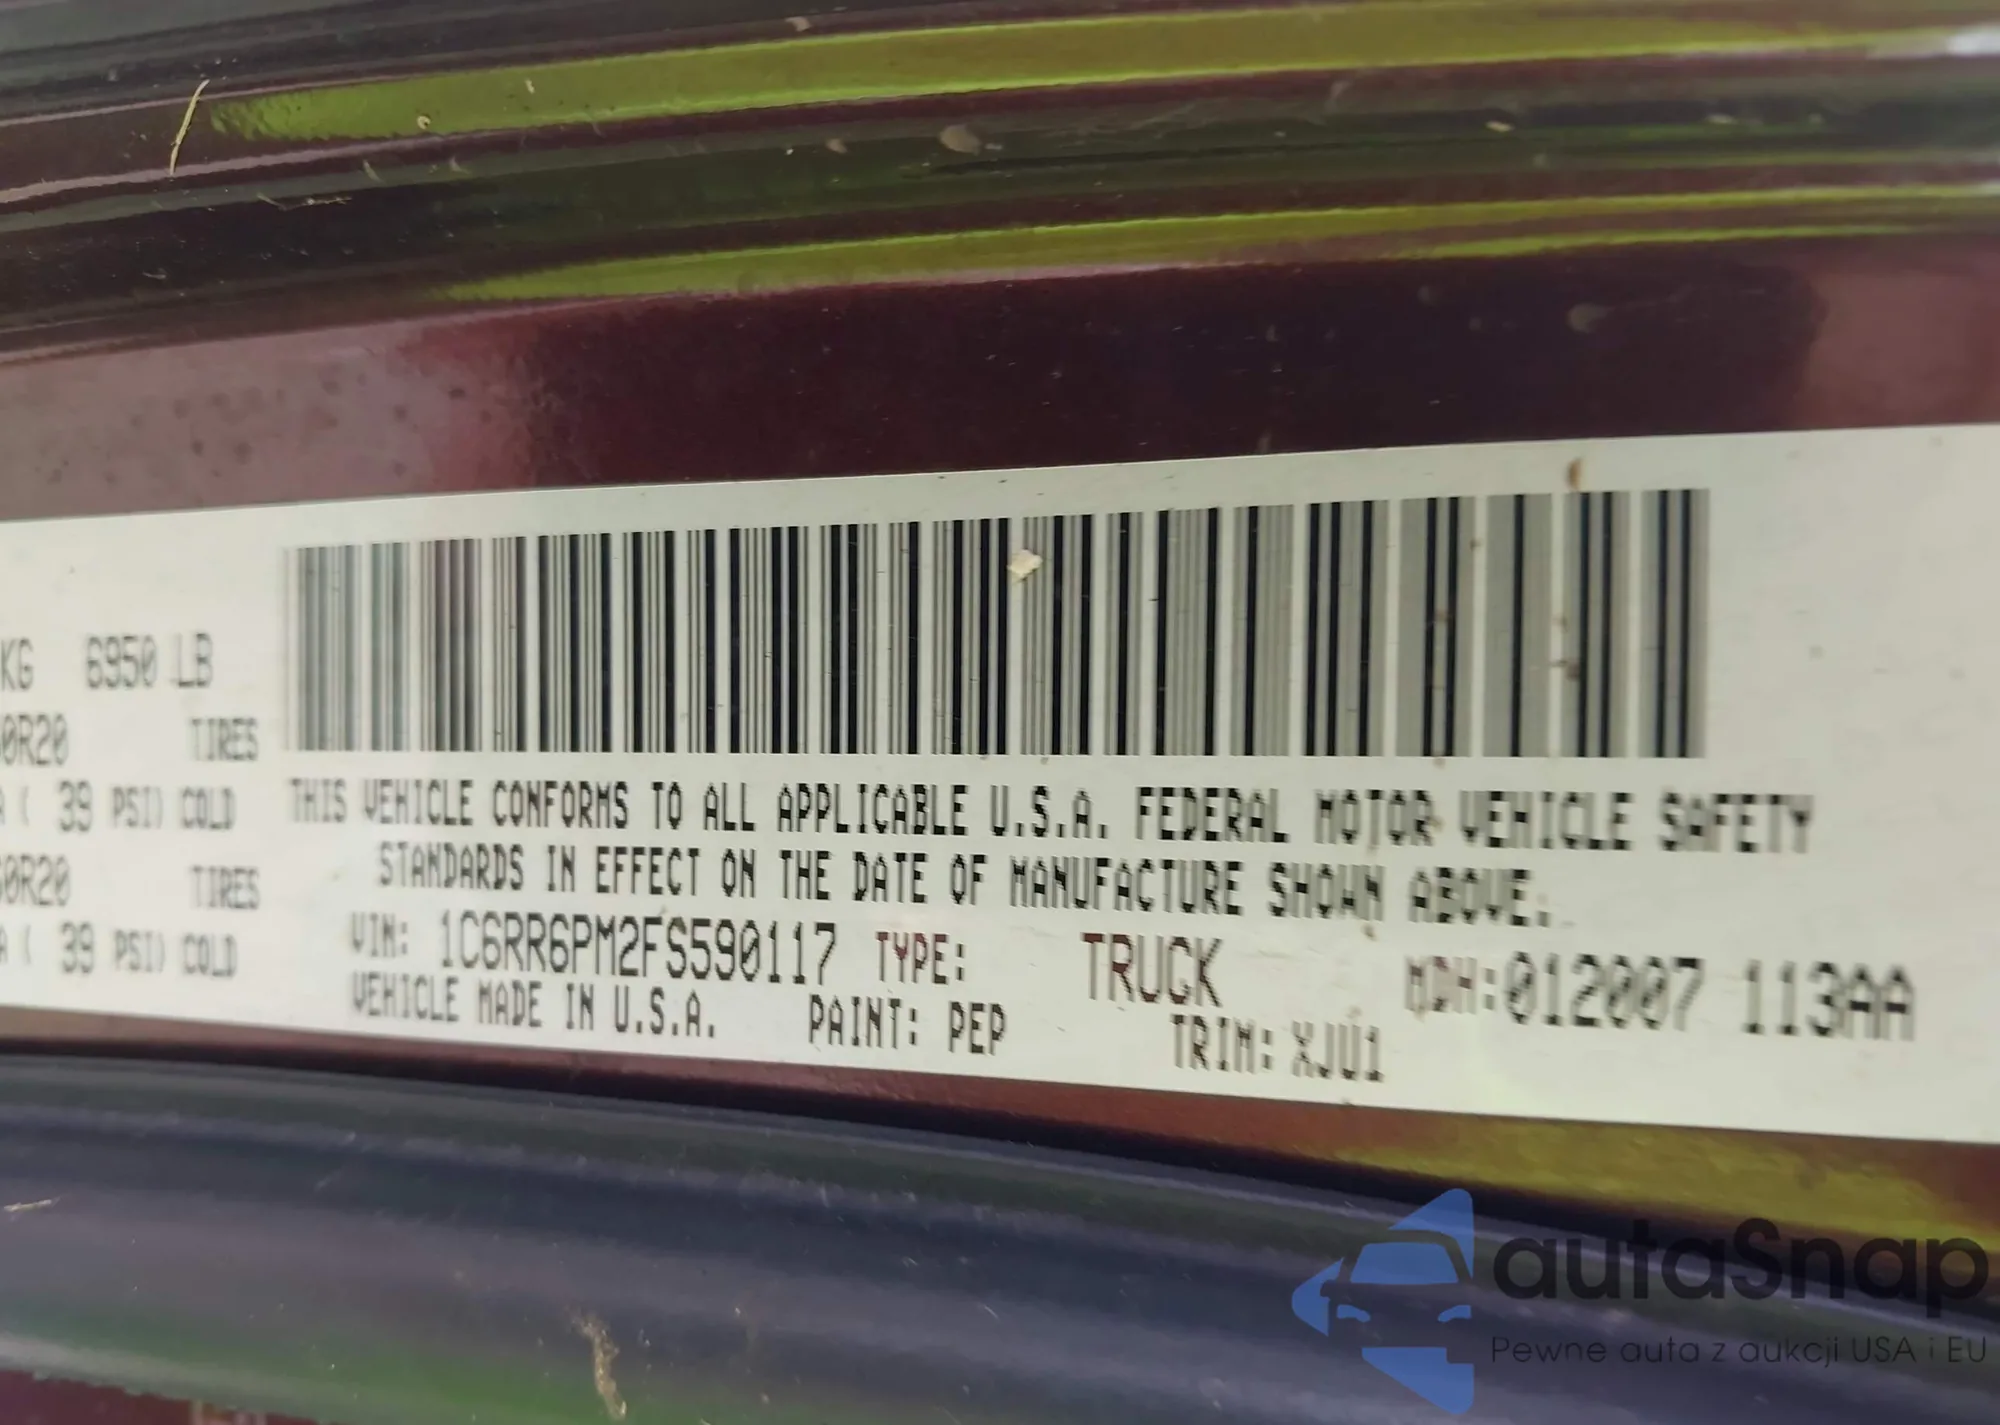 KG 6950 LB
0R20 TIRES
A ( 39 PSI) COLD
THIS VEHICLE CONFORMS TO ALL APPLICABLE U.S.A. FEDERAL MOTOR VEHICLE SAFETY
0R20 TIRES
STANDARDS IN EFFECT ON THE DATE OF MANUFACTURE SHOWN ABOVE.
A ( 39 PSI) COLD
VIN: 1C6RR6PM2FS590117 TYPE: TRUCK MDH:012007 113AA
VEHICLE MADE IN U.S.A. PAINT: PEP TRIM: XJU1
autaSnap
Pewne auta z aukcji USA i EU